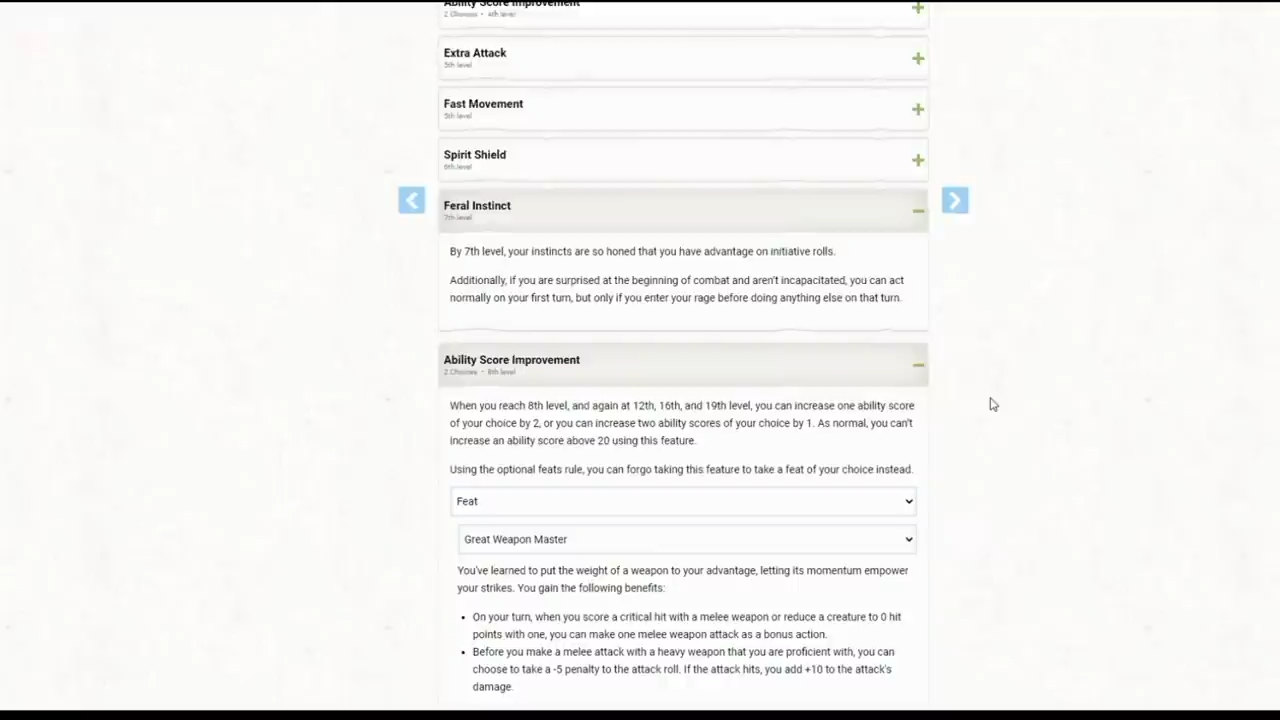 Ability Score Improvement
2 Choices • 4th level
Extra Attack
5th level
Fast Movement
5th level
Spirit Shield
6th level
Feral Instinct
7th level
By 7th level, your instincts are so honed that you have advantage on initiative rolls.
Additionally, if you are surprised at the beginning of combat and aren't incapacitated, you can act
normally on your first turn, but only if you enter your rage before doing anything else on that turn.
Ability Score Improvement
2 Choices • 8th level
When you reach 8th level, and again at 12th, 16th, and 19th level, you can increase one ability score
of your choice by 2, or you can increase two ability scores of your choice by 1. As normal, you can't
increase an ability score above 20 using this feature.
Using the optional feats rule, you can forgo taking this feature to take a feat of your choice instead.
Feat
Great Weapon Master
You've learned to put the weight of a weapon to your advantage, letting its momentum empower
your strikes. You gain the following benefits:
• On your turn, when you score a critical hit with a melee weapon or reduce a creature to 0 hit
points with one, you can make one melee weapon attack as a bonus action.
• Before you make a melee attack with a heavy weapon that you are proficient with, you can
choose to take a -5 penalty to the attack roll. If the attack hits, you add +10 to the attack's
damage.